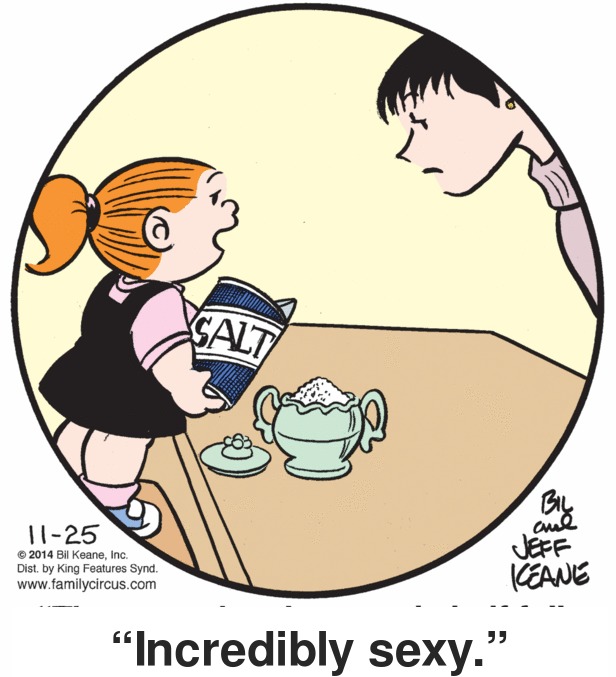 SALT
11-25
© 2014 Bil Keane, Inc.
Dist. by King Features Synd.
www.familycircus.com
BIL
and
JEFF
KEANE
“Incredibly sexy.”